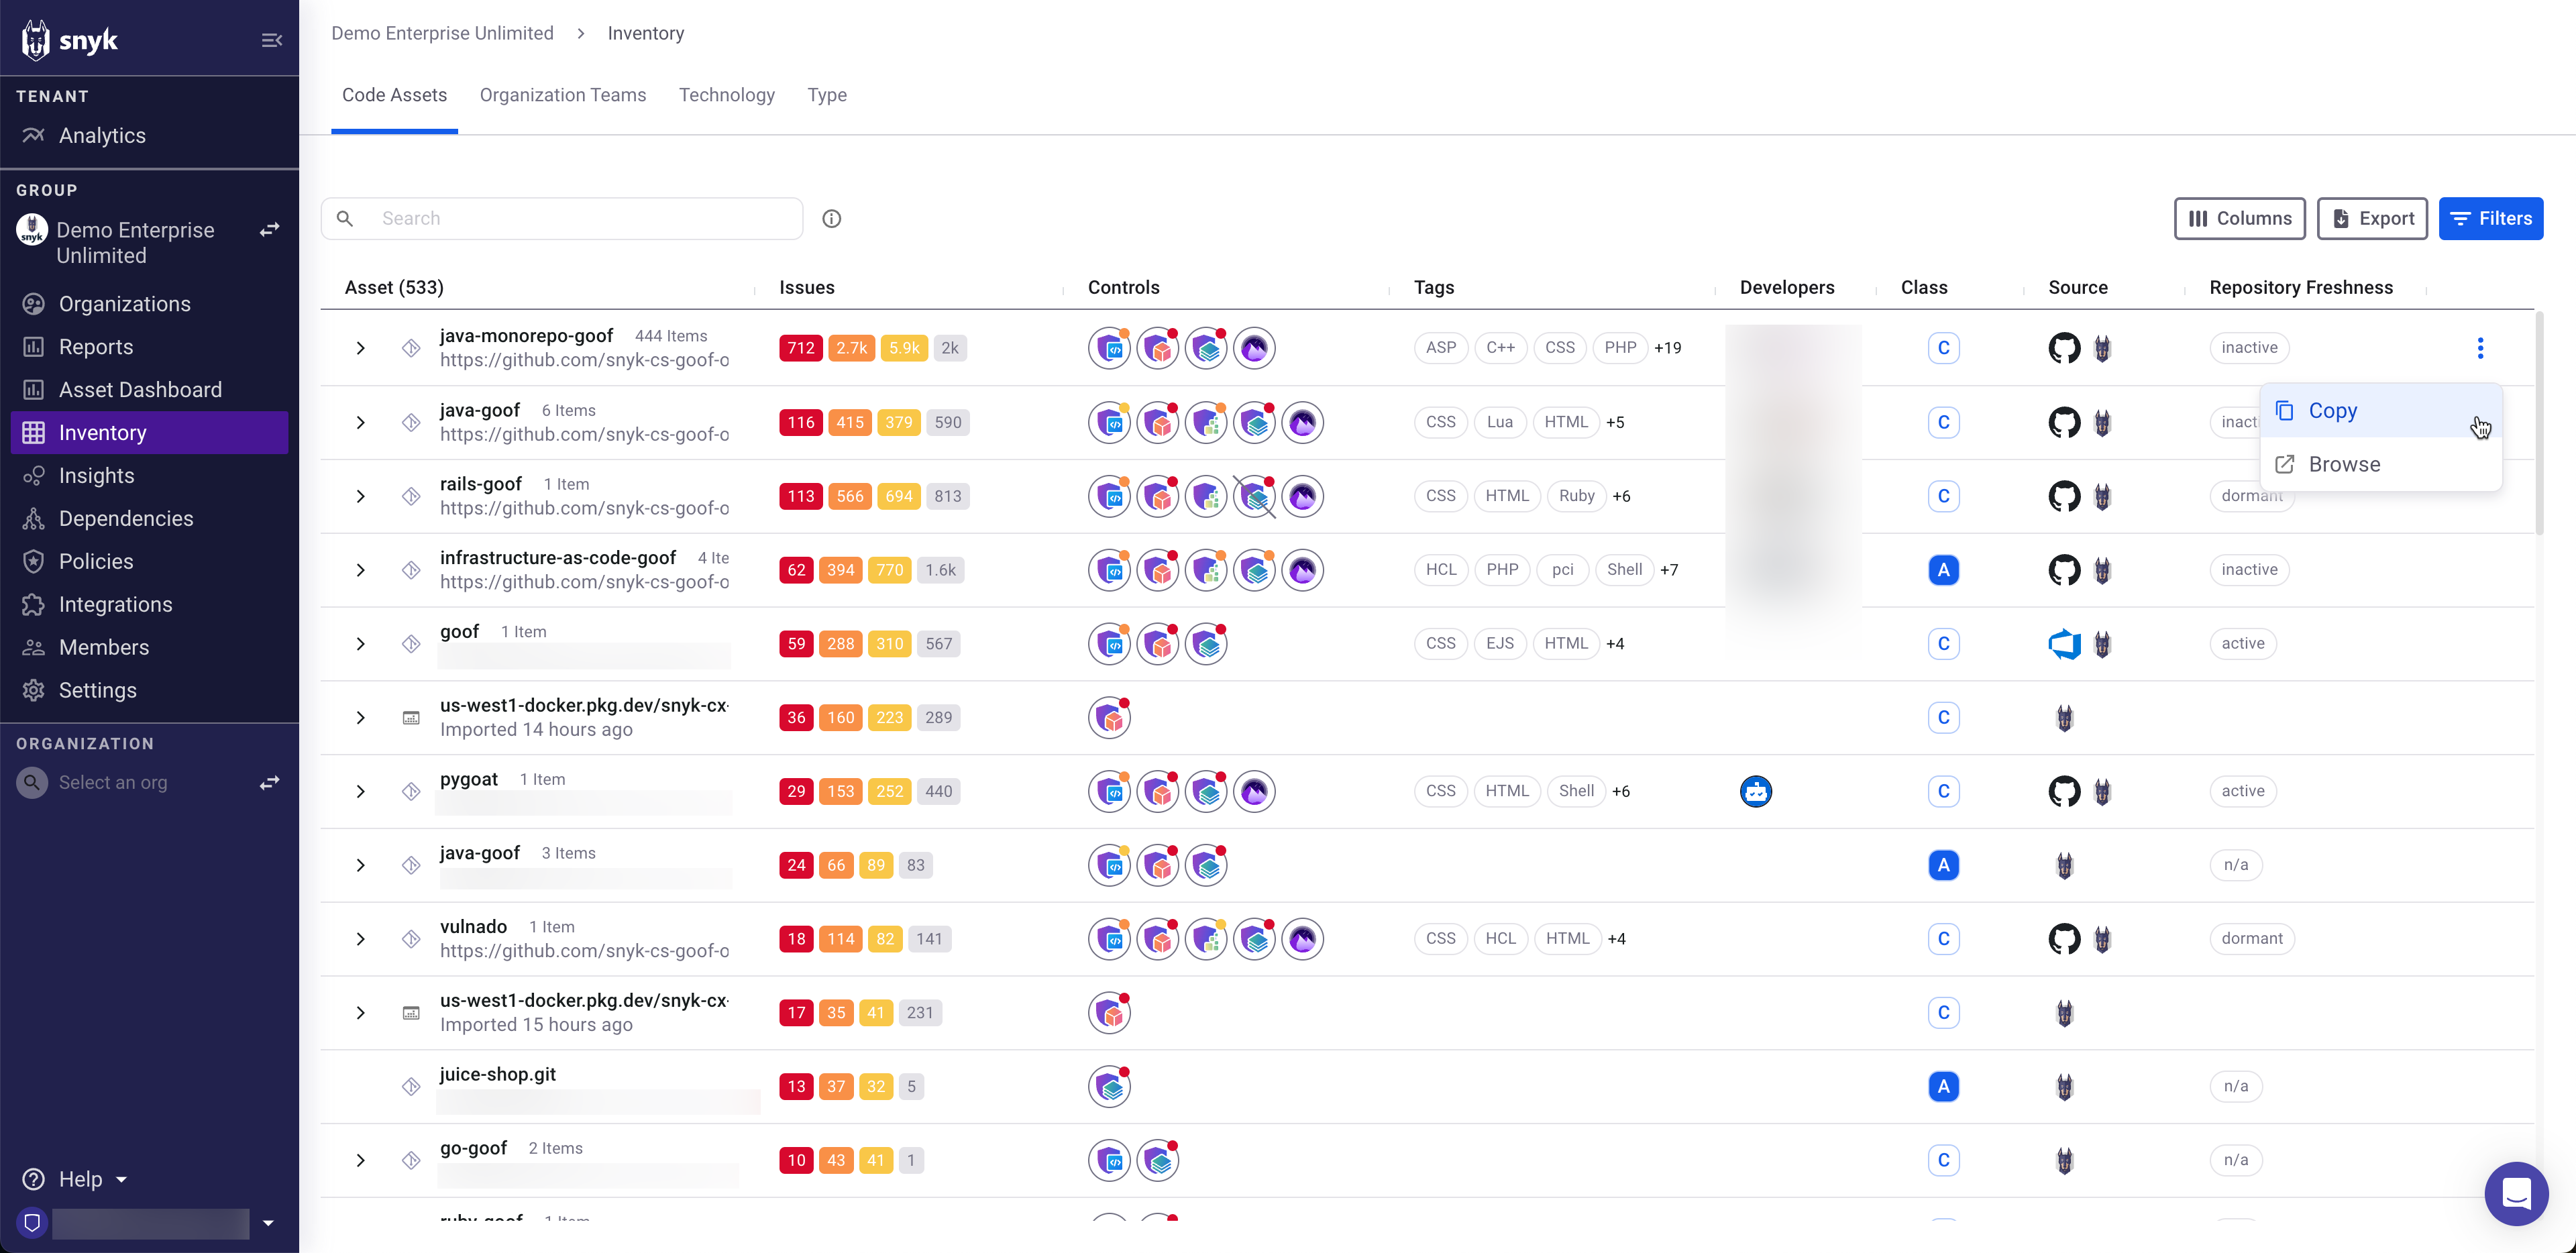 snyk
TENANT
Analytics
GROUP
snyk
Demo Enterprise
Unlimited
Organizations
Reports
Asset Dashboard
Inventory
Insights
Dependencies
Policies
Integrations
Members
Settings
ORGANIZATION
Select an org
Help
Demo Enterprise Unlimited > Inventory
Code Assets Organization Teams Technology Type
Search
Columns Export Filters
Asset (533) Issues Controls Tags Developers Class Source Repository Freshness
java-monorepo-goof 444 Items
https://github.com/snyk-cs-goof-o
712 2.7k 5.9k 2k ASP C++ CSS PHP +19 C inactive
Copy
Browse
java-goof 6 Items
https://github.com/snyk-cs-goof-o
116 415 379 590 CSS Lua HTML +5 C inacti
rails-goof 1 Item
https://github.com/snyk-cs-goof-o
113 566 694 813 CSS HTML Ruby +6 C dormant
infrastructure-as-code-goof 4 Ite
https://github.com/snyk-cs-goof-o
62 394 770 1.6k HCL PHP pci Shell +7 A inactive
goof 1 Item
59 288 310 567 CSS EJS HTML +4 C active
us-west1-docker.pkg.dev/snyk-cx-
Imported 14 hours ago
36 160 223 289 C
pygoat 1 Item
29 153 252 440 CSS HTML Shell +6 C active
java-goof 3 Items
24 66 89 83 A n/a
vulnado 1 Item
https://github.com/snyk-cs-goof-o
18 114 82 141 CSS HCL HTML +4 C dormant
us-west1-docker.pkg.dev/snyk-cx-
Imported 15 hours ago
17 35 41 231 C
juice-shop.git
13 37 32 5 A n/a
go-goof 2 Items
10 43 41 1 C n/a
ruby-goof 1 Item